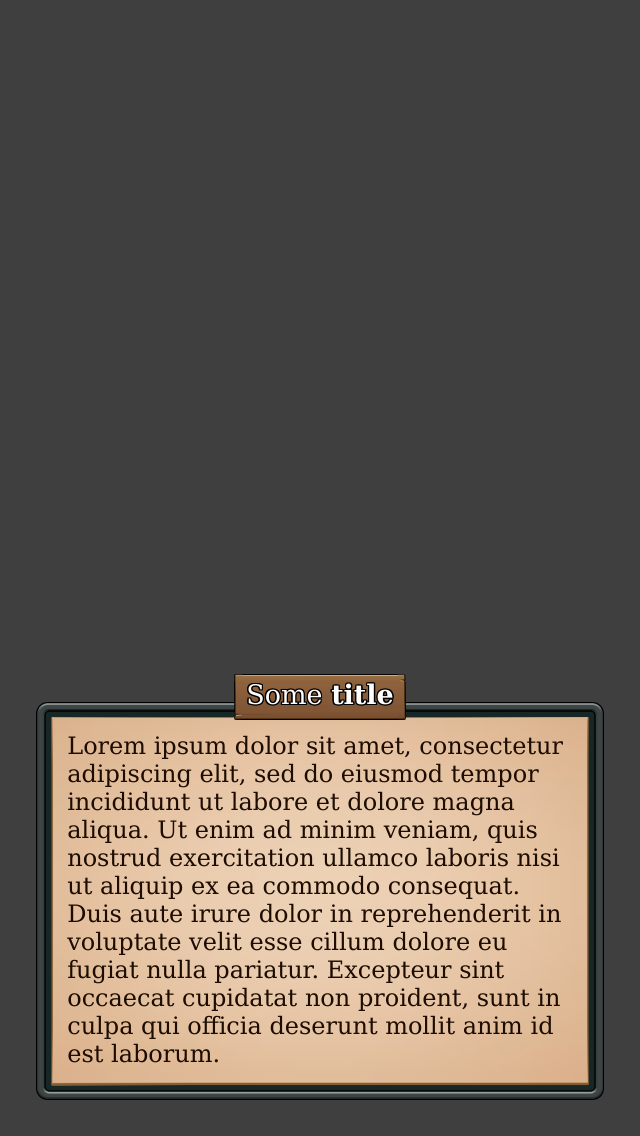 Some title
Lorem ipsum dolor sit amet, consectetur
adipiscing elit, sed do eiusmod tempor
incididunt ut labore et dolore magna
aliqua. Ut enim ad minim veniam, quis
nostrud exercitation ullamco laboris nisi
ut aliquip ex ea commodo consequat.
Duis aute irure dolor in reprehenderit in
voluptate velit esse cillum dolore eu
fugiat nulla pariatur. Excepteur sint
occaecat cupidatat non proident, sunt in
culpa qui officia deserunt mollit anim id
est laborum.